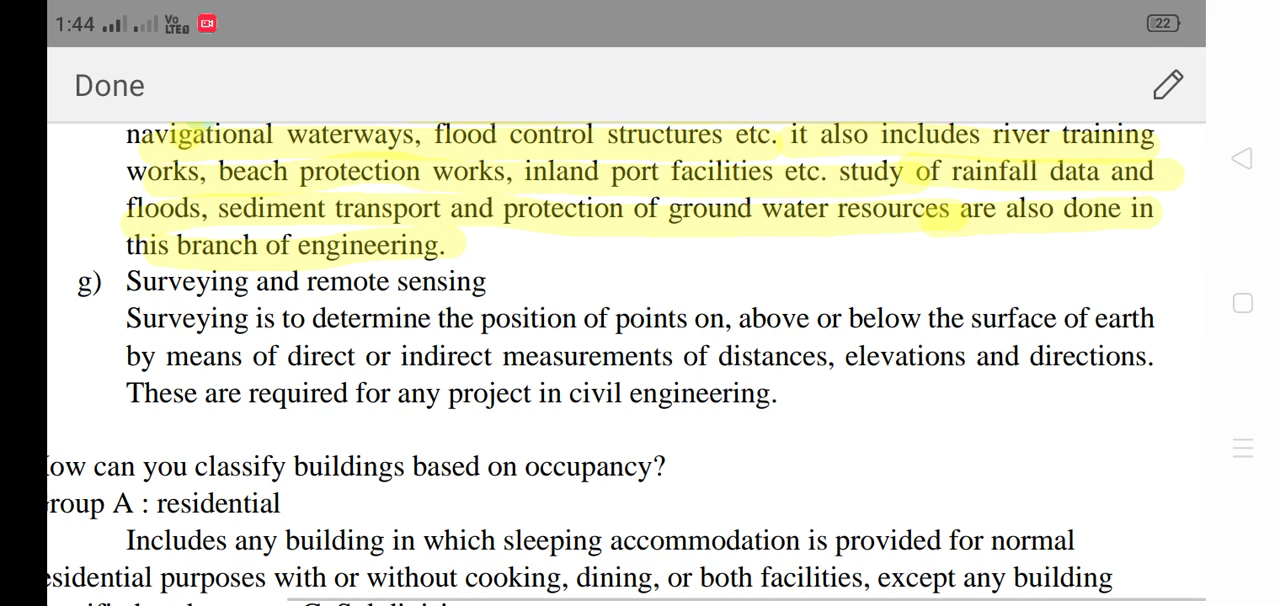 1:44 Vo LTE 22
Done
navigational waterways, flood control structures etc. it also includes river training
works, beach protection works, inland port facilities etc. study of rainfall data and
floods, sediment transport and protection of ground water resources are also done in
this branch of engineering.
g) Surveying and remote sensing
Surveying is to determine the position of points on, above or below the surface of earth
by means of direct or indirect measurements of distances, elevations and directions.
These are required for any project in civil engineering.
ow can you classify buildings based on occupancy?
roup A : residential
Includes any building in which sleeping accommodation is provided for normal
esidential purposes with or without cooking, dining, or both facilities, except any building